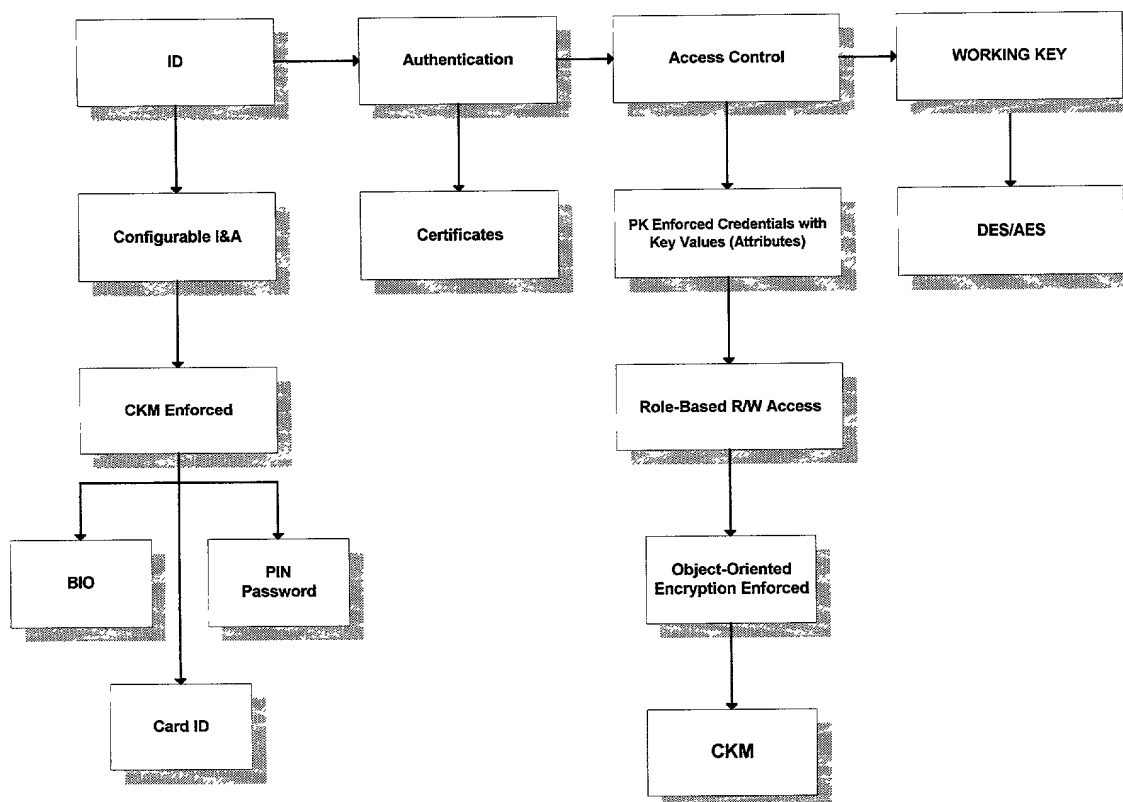 ID
Authentication
Access Control
WORKING KEY
Configurable I&A
Certificates
PK Enforced Credentials with
Key Values (Attributes)
DES/AES
CKM Enforced
Role-Based R/W Access
BIO
PIN
Password
Object-Oriented
Encryption Enforced
Card ID
CKM